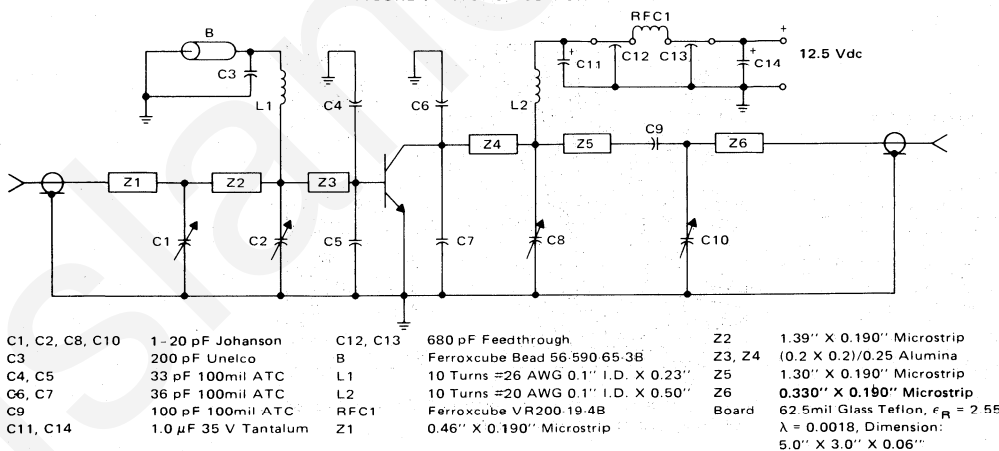 RFC1
B
C3
L1
C4
C6
L2
C11
C12
C13
C14
12.5 Vdc
+
+
+
C9
Z1
Z2
Z3
Z4
Z5
Z6
C1
C2
C5
C7
C8
C10
C1, C2, C8, C10 1-20 pF Johanson
C3 200 pF Unelco
C4, C5 33 pF 100mil ATC
C6, C7 36 pF 100mil ATC
C9 100 pF 100mil ATC
C11, C14 1.0 μF 35 V Tantalum
C12, C13 680 pF Feedthrough
B Ferroxcube Bead 56-590-65-3B
L1 10 Turns #26 AWG 0.1'' I.D. X 0.23''
L2 10 Turns #20 AWG 0.1'' I.D. X 0.50''
RFC1 Ferroxcube VR200-19-4B
Z1 0.46'' X 0.190'' Microstrip
Z2 1.39'' X 0.190'' Microstrip
Z3, Z4 (0.2 X 0.2)/0.25 Alumina
Z5 1.30'' X 0.190'' Microstrip
Z6 0.330'' X 0.190'' Microstrip
Board 62.5mil Glass Teflon, ϵR = 2.55
λ = 0.0018, Dimension:
5.0'' X 3.0'' X 0.06''